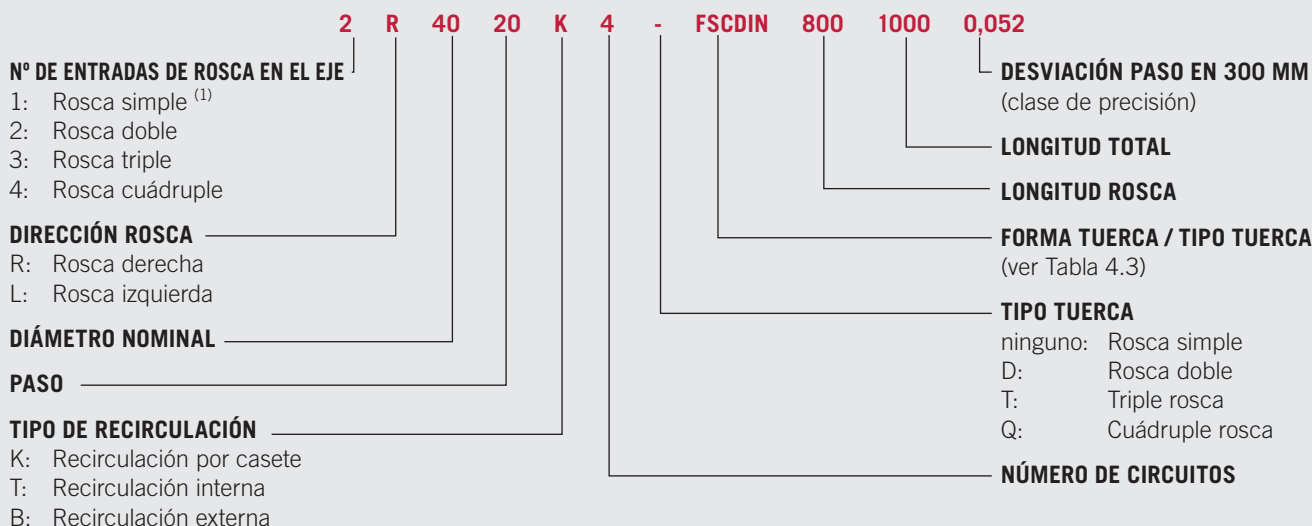 2 R 40 20 K 4 - FSCDIN 800 1000 0,052
Nº DE ENTRADAS DE ROSCA EN EL EJE
1: Rosca simple (1)
2: Rosca doble
3: Rosca triple
4: Rosca cuádruple
DIRECCIÓN ROSCA
R: Rosca derecha
L: Rosca izquierda
DIÁMETRO NOMINAL
PASO
TIPO DE RECIRCULACIÓN
K: Recirculación por casete
T: Recirculación interna
B: Recirculación externa
DESVIACIÓN PASO EN 300 MM
(clase de precisión)
LONGITUD TOTAL
LONGITUD ROSCA
FORMA TUERCA / TIPO TUERCA
(ver Tabla 4.3)
TIPO TUERCA
ninguno: Rosca simple
D: Rosca doble
T: Triple rosca
Q: Cuádruple rosca
NÚMERO DE CIRCUITOS